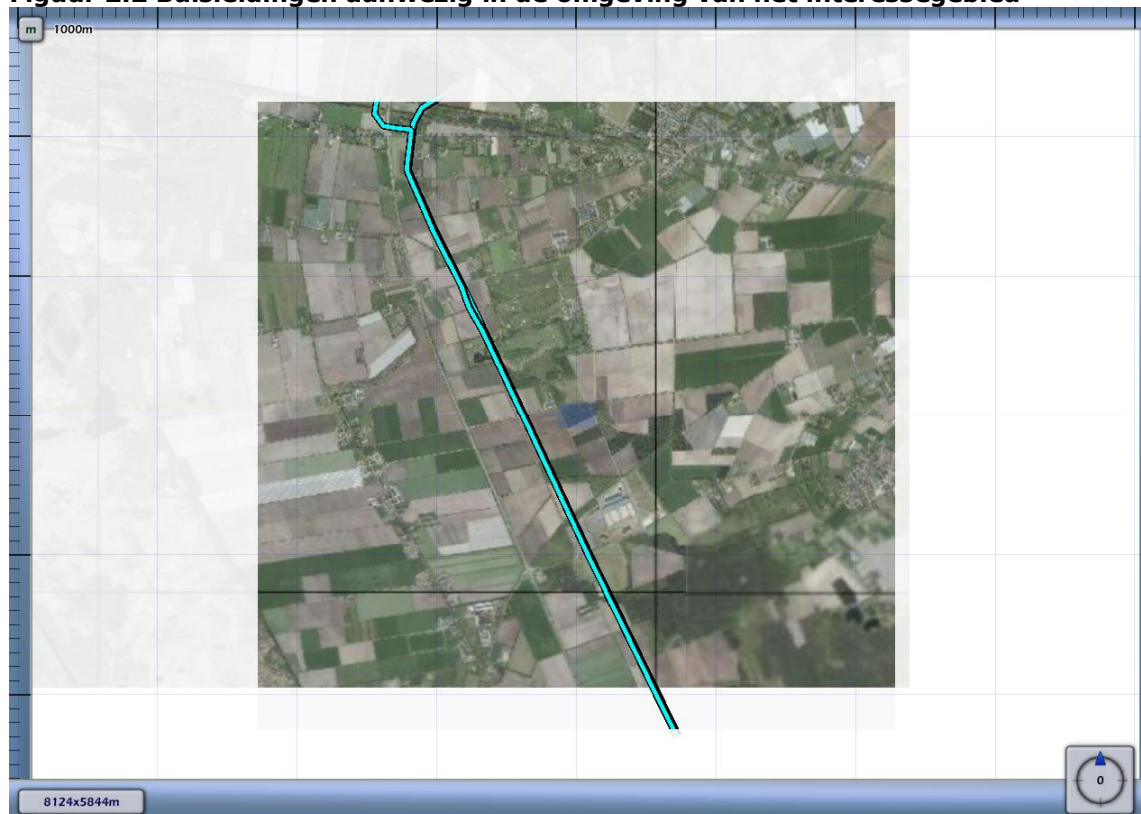 Figuur 2.2 Buisleidingen aanwezig in de omgeving van het interessegebied
m 1000m
8124x5844m
0